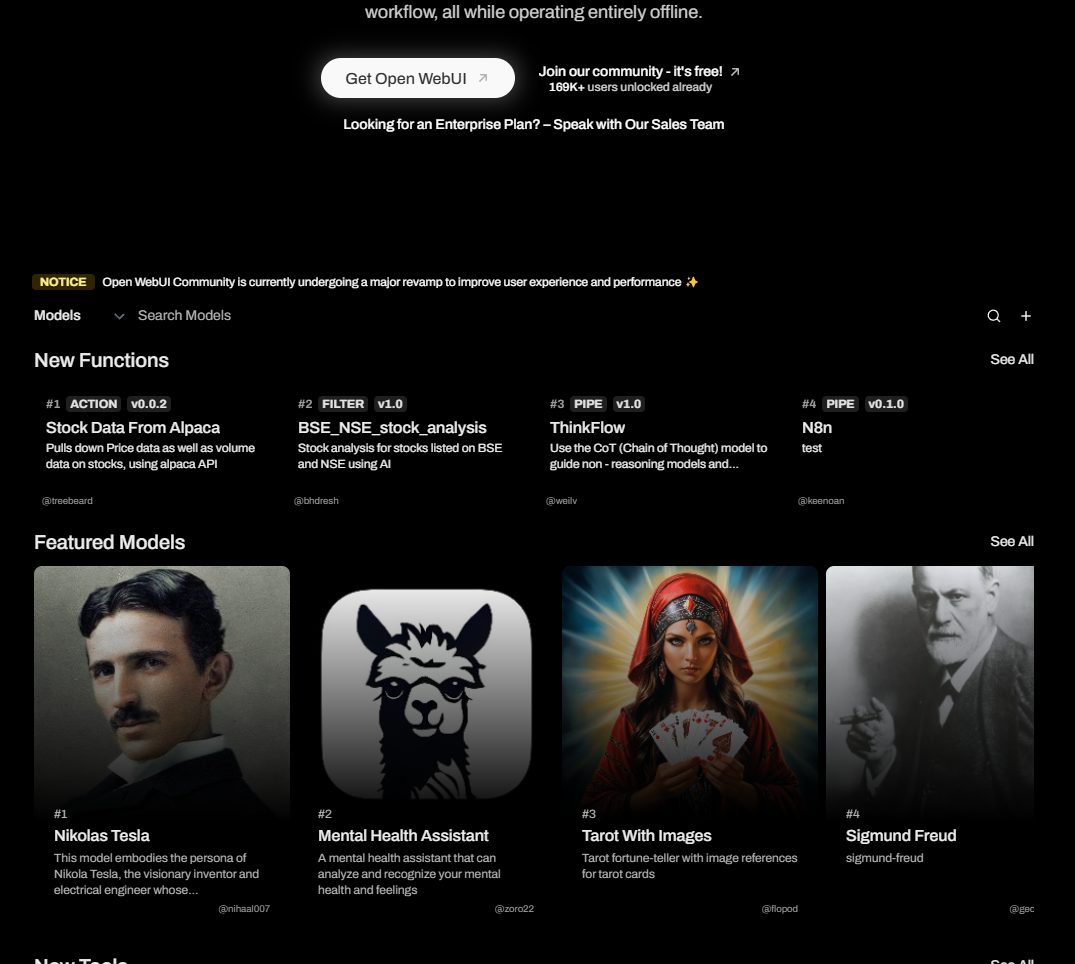 workflow, all while operating entirely offline.
Get Open WebUI
Join our community - it's free!
169K+ users unlocked already
Looking for an Enterprise Plan? – Speak with Our Sales Team
NOTICE Open WebUI Community is currently undergoing a major revamp to improve user experience and performance ✨
Models Search Models
New Functions See All
#1 ACTION v0.0.2
Stock Data From Alpaca
Pulls down Price data as well as volume
data on stocks, using alpaca API
@treebeard
#2 FILTER v1.0
BSE_NSE_stock_analysis
Stock analysis for stocks listed on BSE
and NSE using AI
@bhdresh
#3 PIPE v1.0
ThinkFlow
Use the CoT (Chain of Thought) model to
guide non - reasoning models and...
@weilv
#4 PIPE v0.1.0
N8n
test
@keenoan
Featured Models See All
#1
Nikolas Tesla
This model embodies the persona of
Nikola Tesla, the visionary inventor and
electrical engineer whose...
@nihaal007
#2
Mental Health Assistant
A mental health assistant that can
analyze and recognize your mental
health and feelings
@zoro22
#3
Tarot With Images
Tarot fortune-teller with image references
for tarot cards
@flopod
#4
Sigmund Freud
sigmund-freud
@geo
New Tools See All